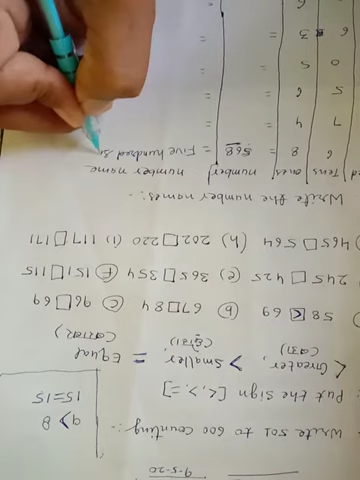 9-5-20
- Write 501 to 600 counting :-
9 > 8
15 = 15
: Put the sign [<, >, =]
< Greater, > Smaller, = Equal
58 < 69 (b) 67 □ 84 (c) 96 □ 69
245 □ 425 (e) 365 □ 354 (f) 151 □ 115
465 □ 564 (h) 202 □ 220 (i) 117 □ 171
- Write the number names :-
ed Tens ones number number name
6 8 = 568 = Five hundred
7 4 = =
5 6 = =
0 5 = =
6 3 = =
6